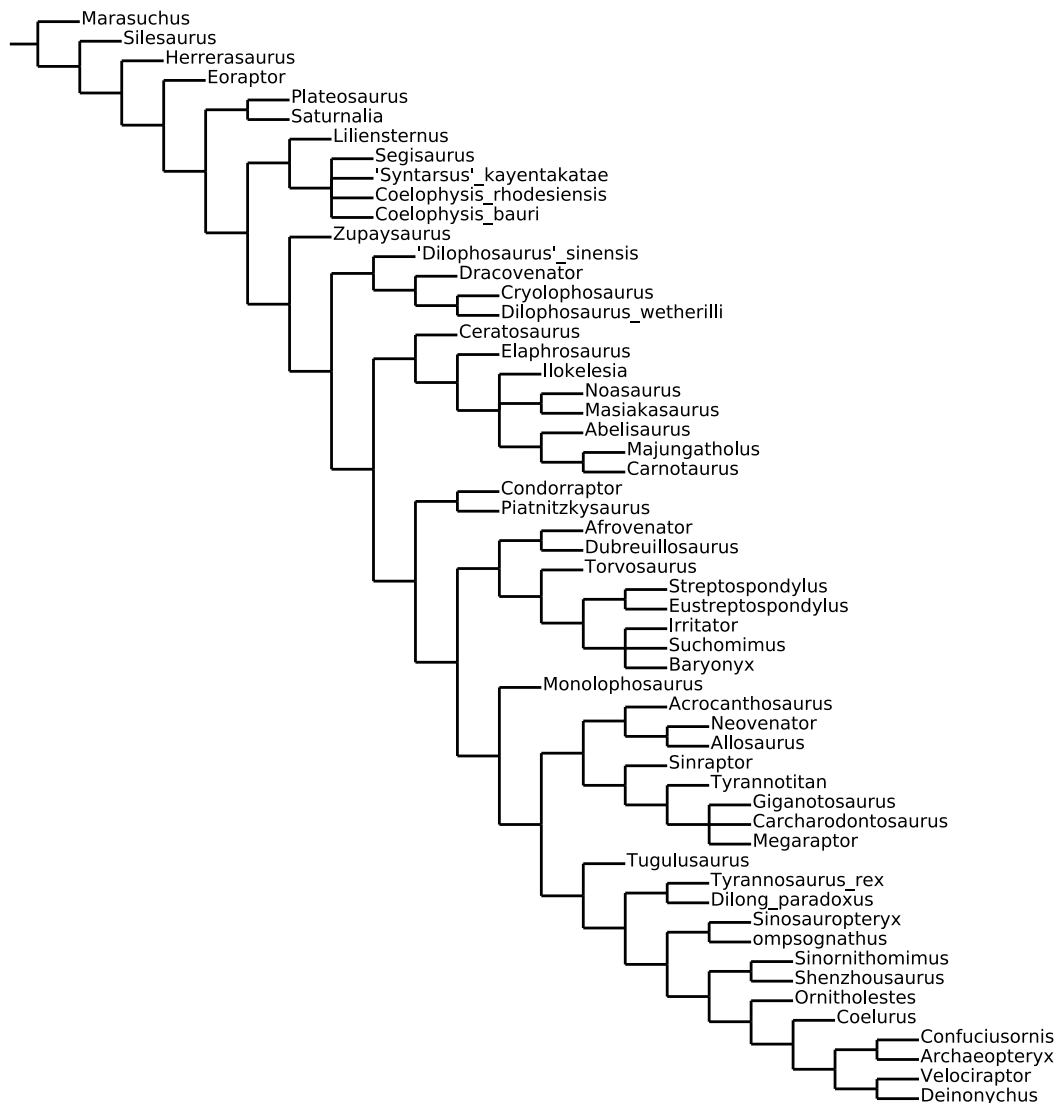 Marasuchus
Silesaurus
Herrerasaurus
Eoraptor
Plateosaurus
Saturnalia
Liliensternus
Segisaurus
'Syntarsus'_kayentakatae
Coelophysis_rhodesiensis
Coelophysis_bauri
Zupaysaurus
'Dilophosaurus'_sinensis
Dracovenator
Cryolophosaurus
Dilophosaurus_wetherilli
Ceratosaurus
Elaphrosaurus
Ilokelesia
Noasaurus
Masiakasaurus
Abelisaurus
Majungatholus
Carnotaurus
Condorraptor
Piatnitzkysaurus
Afrovenator
Dubreuillosaurus
Torvosaurus
Streptospondylus
Eustreptospondylus
Irritator
Suchomimus
Baryonyx
Monolophosaurus
Acrocanthosaurus
Neovenator
Allosaurus
Sinraptor
Tyrannotitan
Giganotosaurus
Carcharodontosaurus
Megaraptor
Tugulusaurus
Tyrannosaurus_rex
Dilong_paradoxus
Sinosauropteryx
ompsognathus
Sinornithomimus
Shenzhousaurus
Ornitholestes
Coelurus
Confuciusornis
Archaeopteryx
Velociraptor
Deinonychus